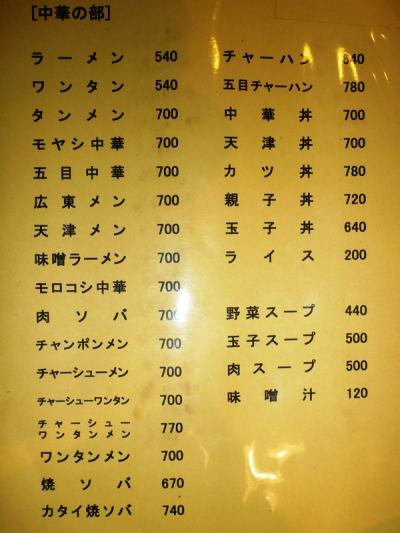 [中華の部]
ラーメン 540
ワンタン 540
タンメン 700
モヤシ中華 700
五目中華 700
広東メン 700
天津メン 700
味噌ラーメン 700
モロコシ中華 700
肉ソバ 700
チャンポンメン 700
チャーシューメン 700
チャーシューワンタン 700
チャーシュー
ワンタンメン 770
ワンタンメン 700
焼ソバ 670
カタイ焼ソバ 740
チャーハン 540
五目チャーハン 780
中華丼 700
天津丼 700
カツ丼 780
親子丼 720
玉子丼 640
ライス 200
野菜スープ 440
玉子スープ 500
肉スープ 500
味噌汁 120